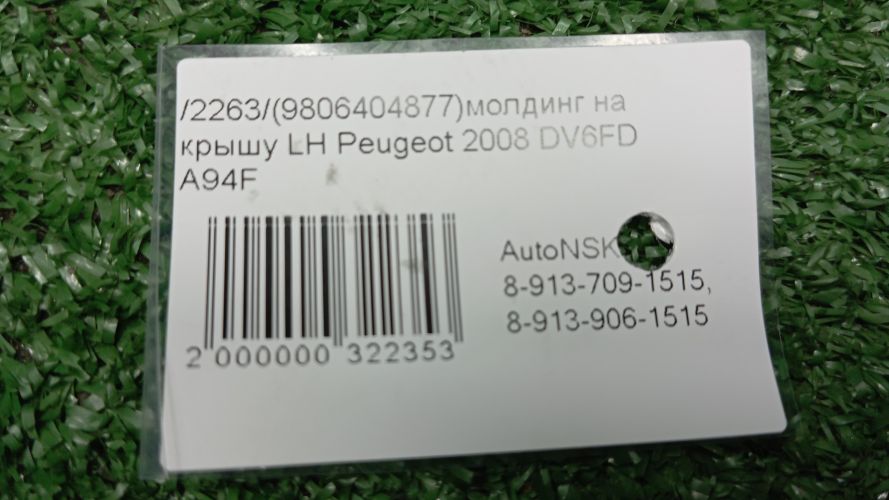 /2263/(9806404877)молдинг на
крышу LH Peugeot 2008 DV6FD
A94F
AutoNSK
8-913-709-1515,
8-913-906-1515
2 000000 322353